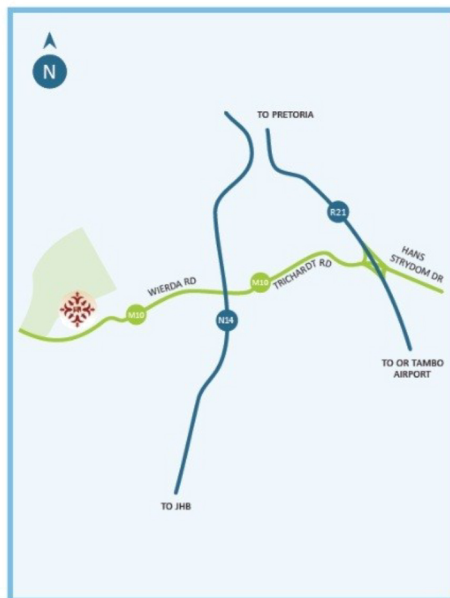 N
TO PRETORIA
R21
HANS
STRYDOM DR
TRICHARDT RD
M10
WIERDA RD
M10
N14
TO OR TAMBO
AIRPORT
TO JHB